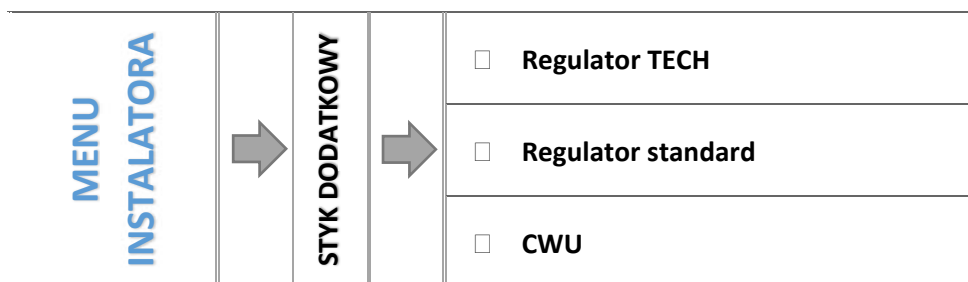 MENU
INSTALATORA
STYK DODATKOWY
Regulator TECH
Regulator standard
CWU